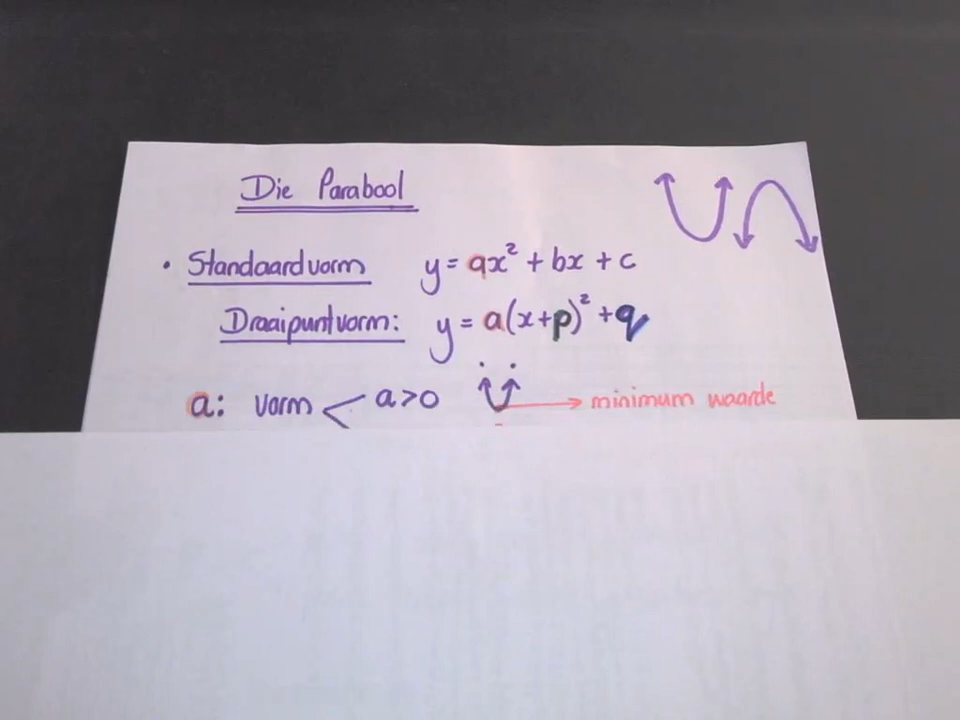 Die Parabool
• Standaardvorm y = ax² + bx + c
Draaipuntvorm: y = a(x+p)² + q
a: vorm < a>0 → minimum waarde